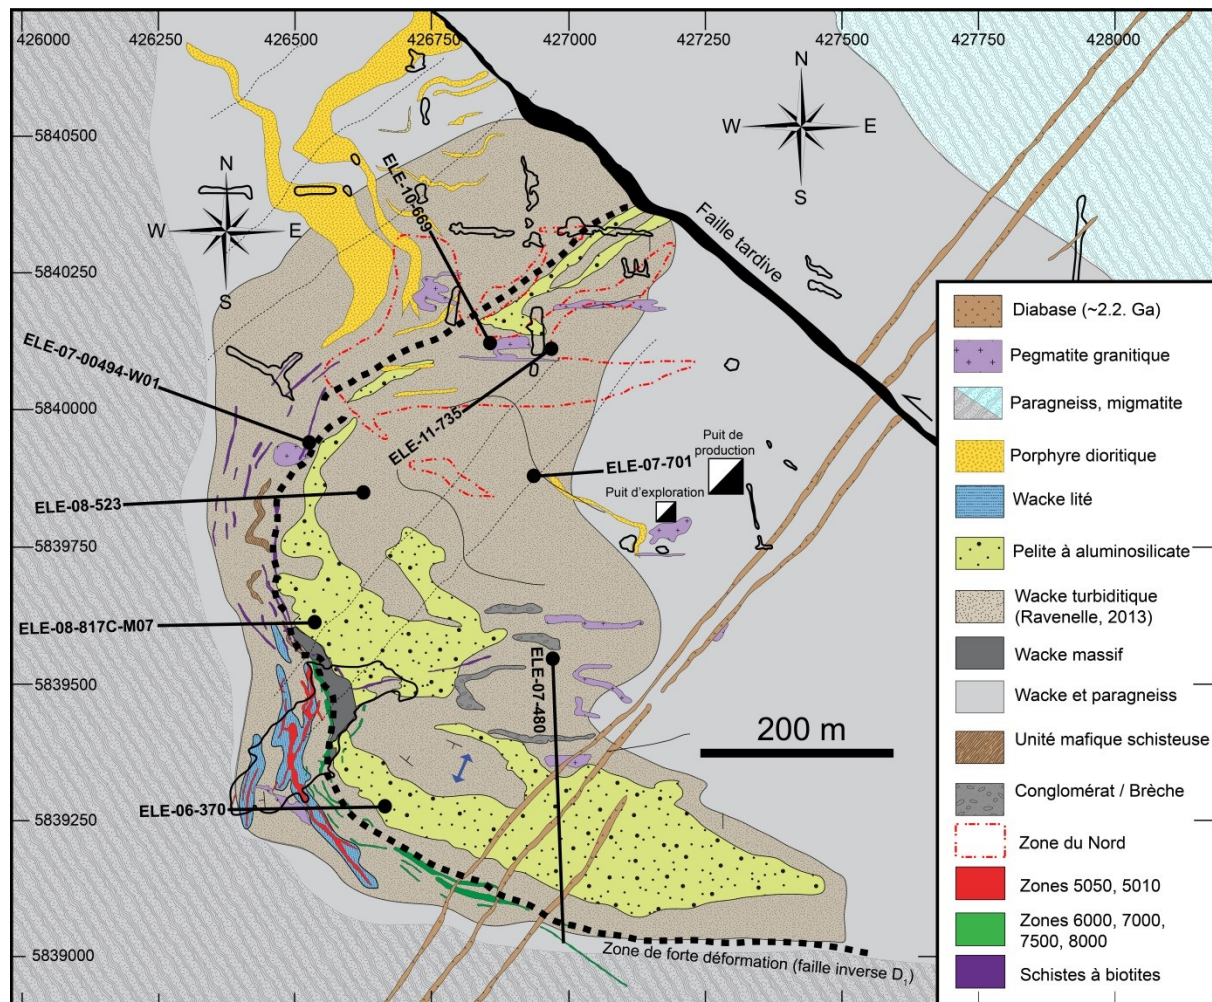 426000
426250
426500
426750
427000
427250
427500
427750
428000
5840500
5840250
5840000
5839750
5839500
5839250
5839000
N
W
E
S
N
W
E
S
ELE-10-669
Faille tardive
ELE-07-00494-W01
ELE-11-735
ELE-07-701
Puit de
production
Puit d'exploration
ELE-08-523
ELE-08-817C-M07
ELE-07-480
200 m
ELE-06-370
Zone de forte déformation (faille inverse D1)
Diabase (~2.2. Ga)
Pegmatite granitique
Paragneiss, migmatite
Porphyre dioritique
Wacke lité
Pelite à aluminosilicate
Wacke turbiditique
(Ravenelle, 2013)
Wacke massif
Wacke et paragneiss
Unité mafique schisteuse
Conglomérat / Brèche
Zone du Nord
Zones 5050, 5010
Zones 6000, 7000,
7500, 8000
Schistes à biotites